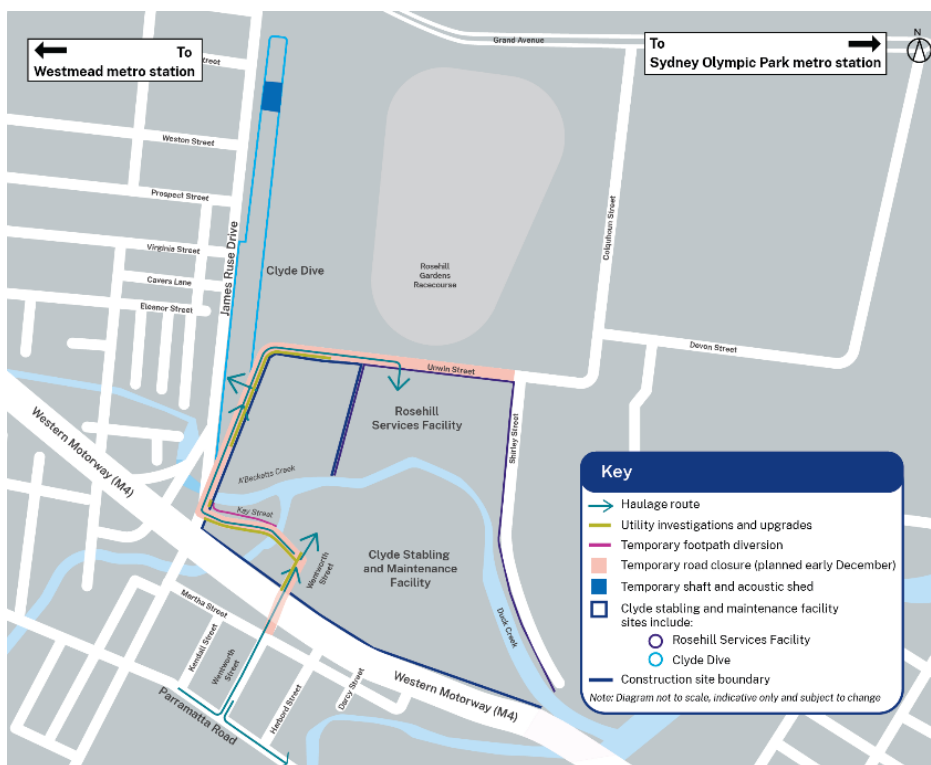 Grand Avenue
N
To
Westmead metro station
To
Sydney Olympic Park metro station
treet
Weston Street
Prospect Street
Virginia Street
Cavers Lane
Eleanor Street
James Ruse Drive
Clyde Dive
Rosehill
Gardens
Racecourse
Colquhoun Street
Devon Street
Unwin Street
Rosehill
Services Facility
Shirley Street
Western Motorway (M4)
A'Becketts Creek
Kay Street
Wentworth
Street
Clyde Stabling
and Maintenance
Facility
Duck Creek
Martha Street
Kendall Street
Wentworth
Street
Harbord Street
Darcy Street
Parramatta Road
Western Motorway (M4)
Key
Haulage route
Utility investigations and upgrades
Temporary footpath diversion
Temporary road closure (planned early December)
Temporary shaft and acoustic shed
Clyde stabling and maintenance facility
sites include:
Rosehill Services Facility
Clyde Dive
Construction site boundary
Note: Diagram not to scale, indicative only and subject to change